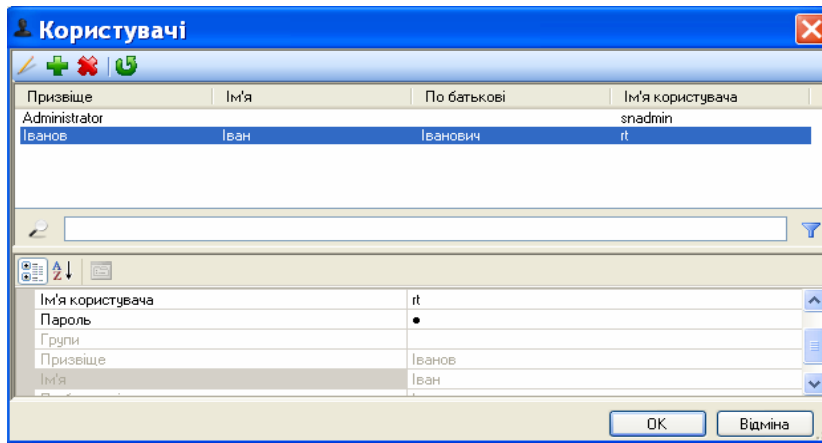 Користувачі
Призвіще Ім'я По батькові Ім'я користувача
Administrator snadmin
Іванов Іван Іванович rt
A
Z
Ім'я користувача rt
Пароль ●
Групи
Призвіще Іванов
Ім'я Іван
OK Відміна